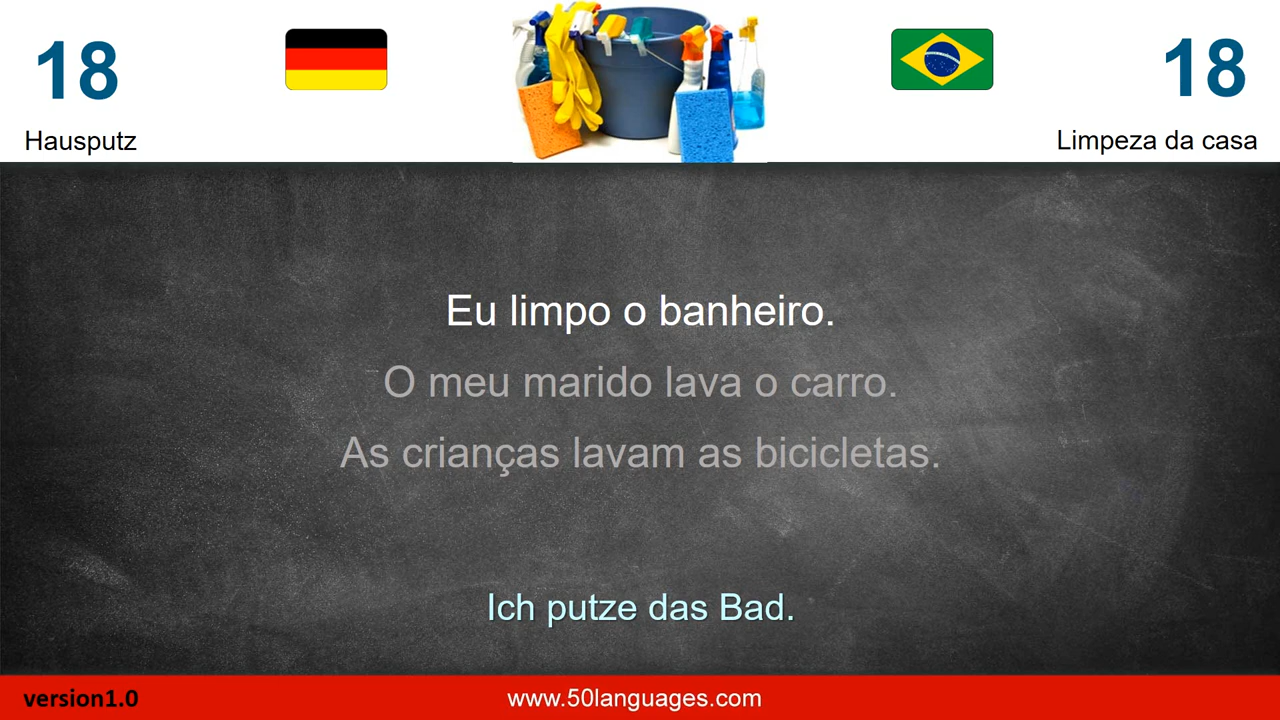 18
18
Hausputz
Limpeza da casa
Eu limpo o banheiro.
O meu marido lava o carro.
As crianças lavam as bicicletas.
Ich putze das Bad.
version1.0
www.50languages.com